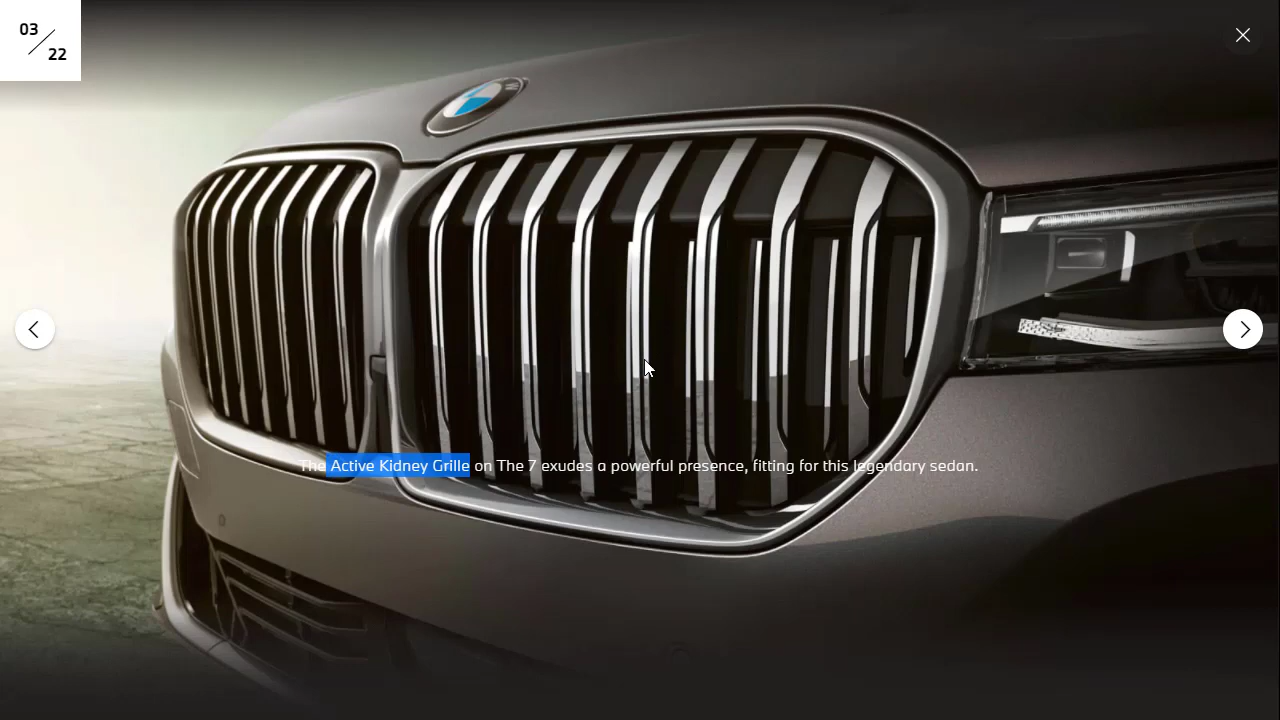 03
22
The Active Kidney Grille on The 7 exudes a powerful presence, fitting for this legendary sedan.